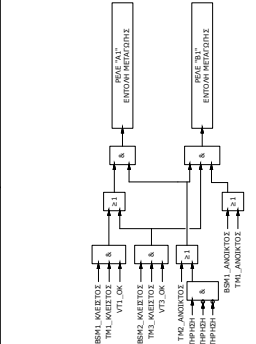 ΡΕΛΕ "Α1"
ΕΝΤΟΛΗ ΜΕΤΑΓΩΓΗΣ
ΡΕΛΕ "Β1"
ΕΝΤΟΛΗ ΜΕΤΑΓΩΓΗΣ
&
&
≥1
≥1
&
&
≥1
&
BSM1_ΚΛΕΙΣΤΟΣ
TM1_ΚΛΕΙΣΤΟΣ
VT1_OK
BSM2_ΚΛΕΙΣΤΟΣ
TM3_ΚΛΕΙΣΤΟΣ
VT3_OK
TM2_ΑΝΟΙΚΤΟΣ
ΤΗΡΗΣΗ
ΤΗΡΗΣΗ
ΤΗΡΗΣΗ
BSM1_ΑΝΟΙΚΤΟΣ
TM1_ΑΝΟΙΚΤΟΣ